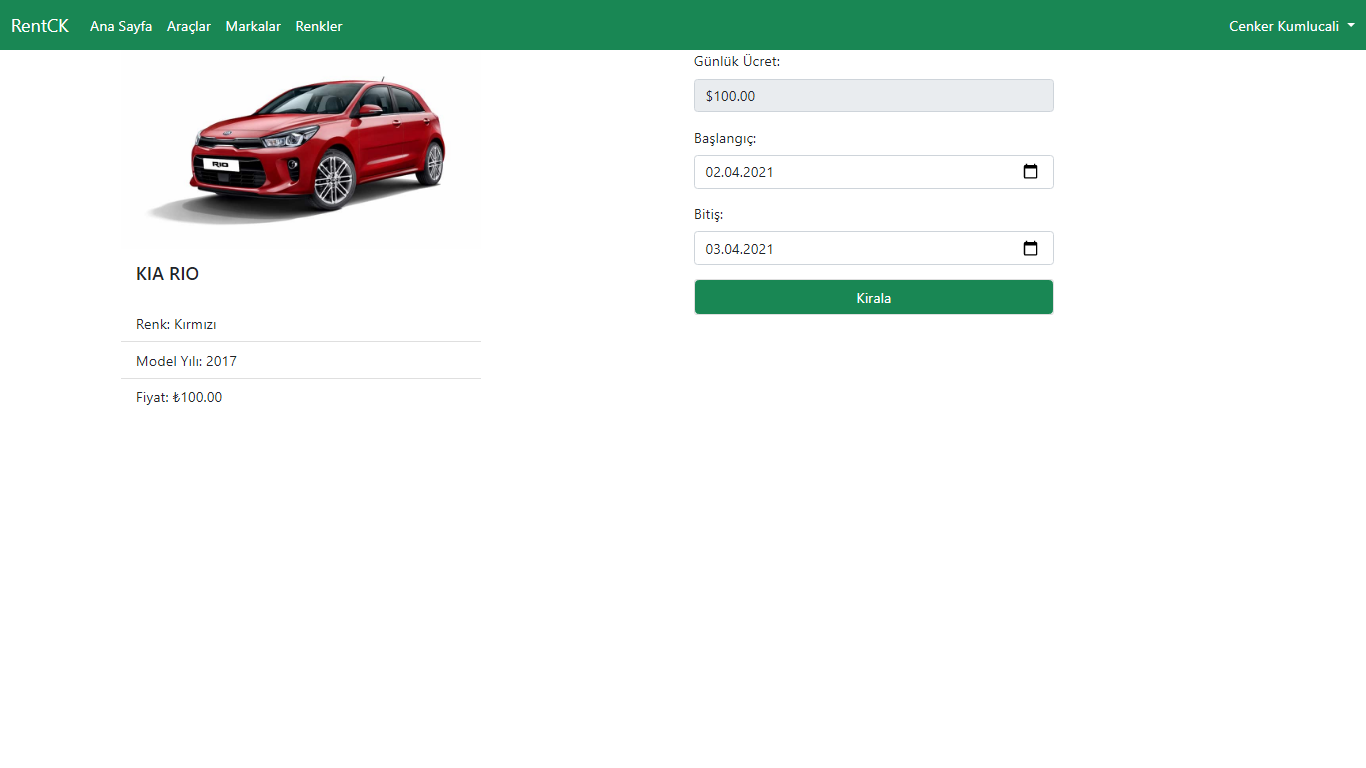 RentCK Ana Sayfa Araçlar Markalar Renkler Cenker Kumlucali
RIO
KIA RIO
Renk: Kırmızı
Model Yılı: 2017
Fiyat: ₺100.00
Günlük Ücret:
$100.00
Başlangıç:
02.04.2021
Bitiş:
03.04.2021
Kirala